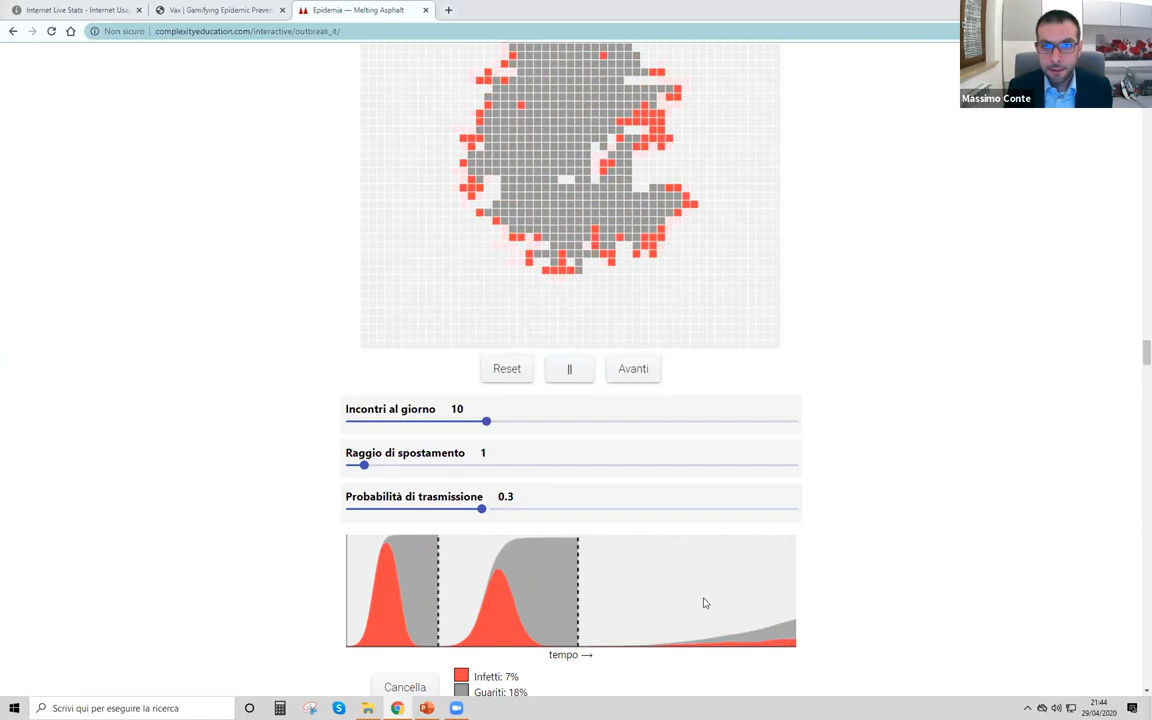 Internet Live Stats - Internet Usa
Vax | Gamifying Epidemic Preven
Epidemia — Melting Asphalt
Non sicuro
complexityeducation.com/interactive/outbreak_it/
Massimo Conte
Reset
||
Avanti
Incontri al giorno 10
Raggio di spostamento 1
Probabilità di trasmissione 0.3
tempo →
Cancella
Infetti: 7%
Guariti: 18%
Scrivi qui per eseguire la ricerca
21:44
29/04/2020